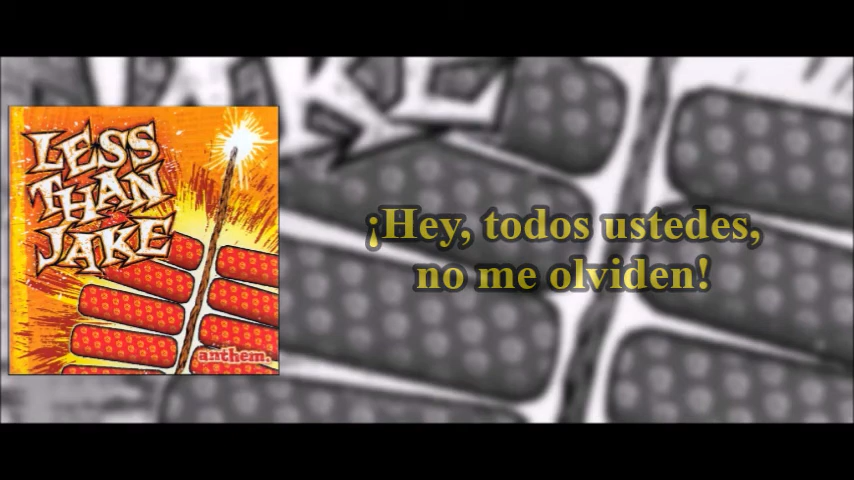 LESS
THAN
JAKE
anthem.
¡Hey, todos ustedes,
no me olviden!